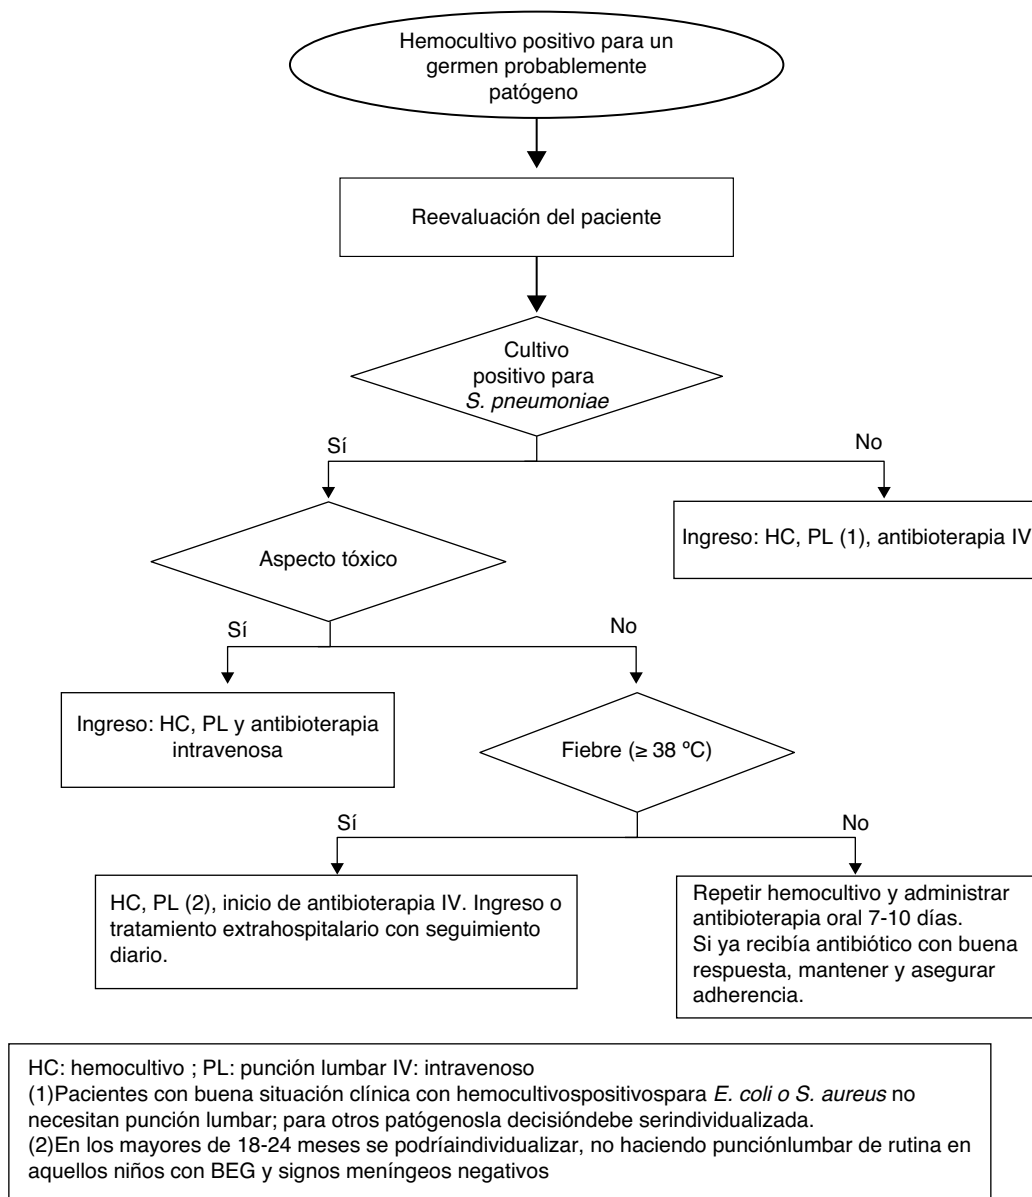 Hemocultivo positivo para un
germen probablemente
patógeno
Reevaluación del paciente
Cultivo
positivo para
S. pneumoniae
Sí
No
Aspecto tóxico
Ingreso: HC, PL (1), antibioterapia IV
Sí
No
Ingreso: HC, PL y antibioterapia
intravenosa
Fiebre (≥ 38 ºC)
Sí
No
HC, PL (2), inicio de antibioterapia IV. Ingreso o
tratamiento extrahospitalario con seguimiento
diario.
Repetir hemocultivo y administrar
antibioterapia oral 7-10 días.
Si ya recibía antibiótico con buena
respuesta, mantener y asegurar
adherencia.
HC: hemocultivo ; PL: punción lumbar IV: intravenoso
(1)Pacientes con buena situación clínica con hemocultivospositivospara E. coli o S. aureus no
necesitan punción lumbar; para otros patógenosla decisióndebe serindividualizada.
(2)En los mayores de 18-24 meses se podríaindividualizar, no haciendo punciónlumbar de rutina en
aquellos niños con BEG y signos meníngeos negativos